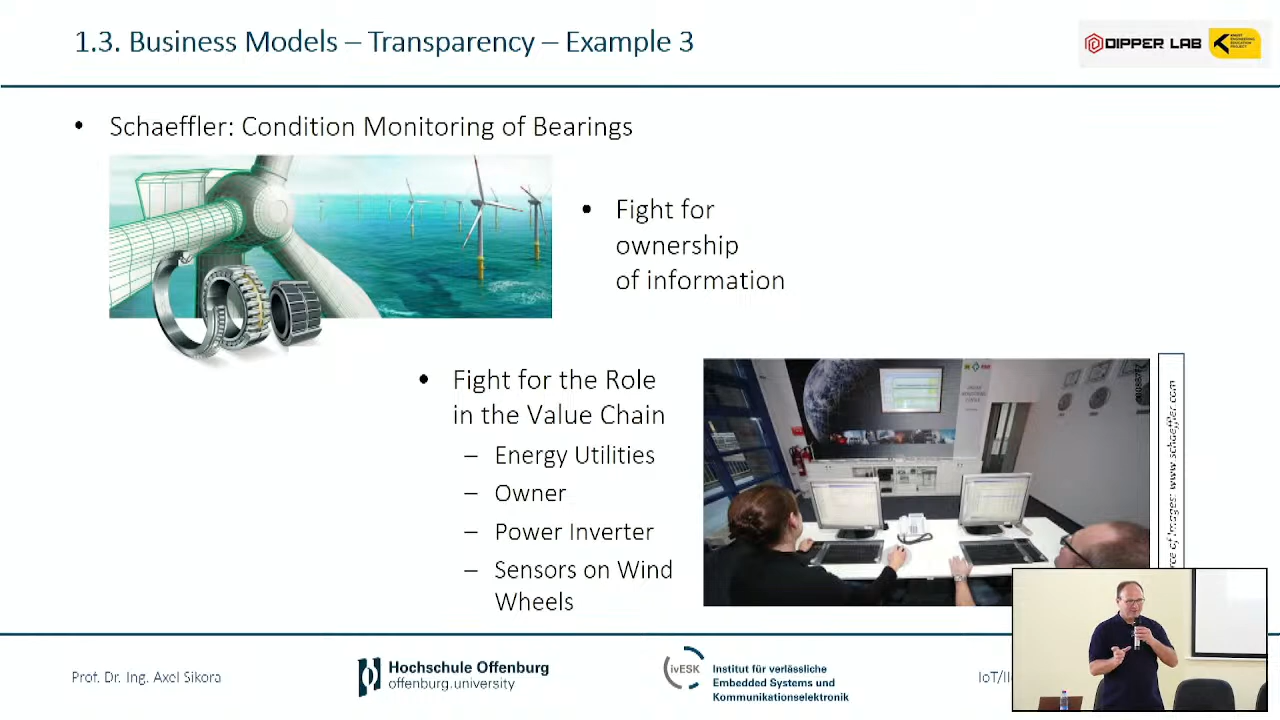 1.3. Business Models – Transparency – Example 3
DIPPER LAB
• Schaeffler: Condition Monitoring of Bearings
• Fight for
ownership
of information
• Fight for the Role
in the Value Chain
– Energy Utilities
– Owner
– Power Inverter
– Sensors on Wind
Wheels
of Images: www.schaeffler.com
Prof. Dr. Ing. Axel Sikora
Hochschule Offenburg
offenburg.university
ivESK
Institut für verlässliche
Embedded Systems und
Kommunikationselektronik